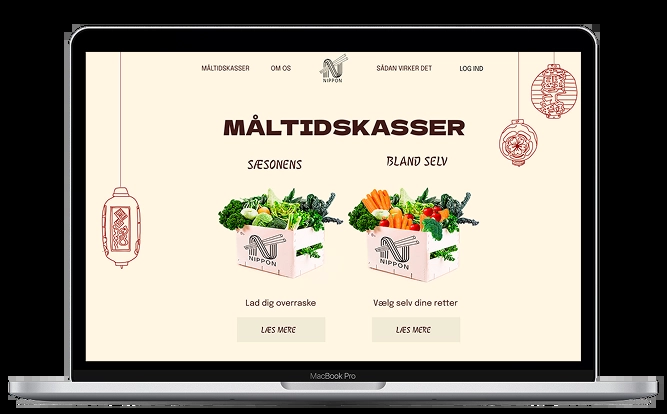 MÅLTIDSKASSER OM OS NIPPON SÅDAN VIRKER DET LOG IND
MÅLTIDSKASSER
SÆSONENS BLAND SELV
NIPPON NIPPON
Lad dig overraske Vælg selv dine retter
LÆS MERE LÆS MERE
MacBook Pro